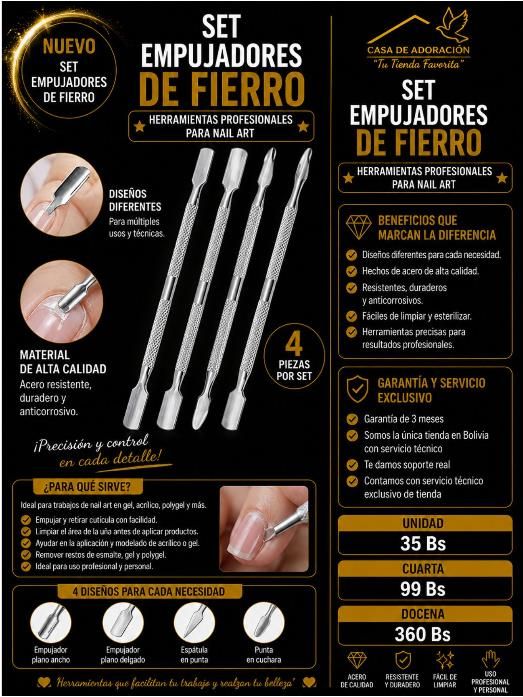 NUEVO
SET
EMPUJADORES
DE FIERRO
SET
EMPUJADORES
DE FIERRO
HERRAMIENTAS PROFESIONALES
PARA NAIL ART
DISEÑOS
DIFERENTES
Para múltiples
usos y técnicas.
MATERIAL
DE ALTA CALIDAD
Acero resistente,
duradero y
anticorrosivo.
4
PIEZAS
POR SET
¡Precisión y control
en cada detalle!
¿PARA QUÉ SIRVE?
Ideal para trabajos de nail art en gel, acrílico, polygel y más.
Empujar y retirar cutícula con facilidad.
Limpiar el área de la uña antes de aplicar productos.
Ayudar en la aplicación y modelado de acrílico o gel.
Remover restos de esmalte, gel y polygel.
Ideal para uso profesional y personal.
4 DISEÑOS PARA CADA NECESIDAD
Empujador
plano ancho
Empujador
plano delgado
Espátula
en punta
Punta
en cuchara
Herramientas que facilitan tu trabajo y realzan tu belleza"
CASA DE ADORACIÓN
"Tu Tienda Favorita"
SET
EMPUJADORES
DE FIERRO
HERRAMIENTAS PROFESIONALES
PARA NAIL ART
BENEFICIOS QUE
MARCAN LA DIFERENCIA
Diseños diferentes para cada necesidad.
Hechos de acero de alta calidad.
Resistentes, duraderos
y anticorrosivos.
Fáciles de limpiar y esterilizar.
Herramientas precisas para
resultados profesionales.
GARANTÍA Y SERVICIO
EXCLUSIVO
Garantía de 3 meses
Somos la única tienda en Bolivia
con servicio técnico
Te damos soporte real
Contamos con servicio técnico
exclusivo de tienda
UNIDAD
35 Bs
CUARTA
99 Bs
DOCENA
360 Bs
ACERO
DE CALIDAD
RESISTENTE
Y DURADERO
FÁCIL DE
LIMPIAR
USO
PROFESIONAL
Y PERSONAL